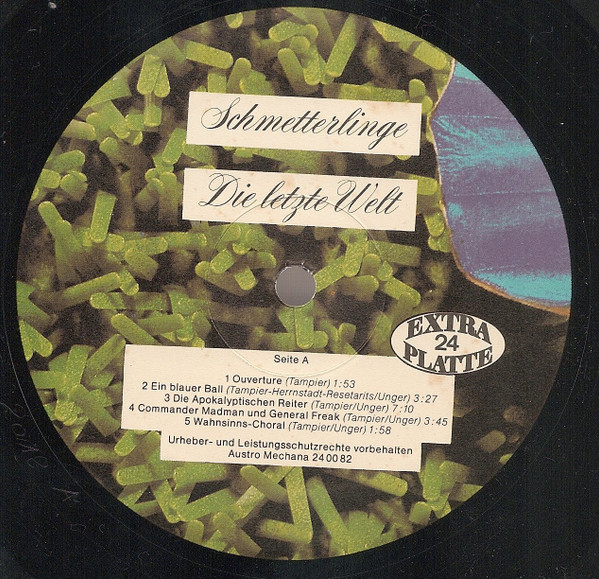 Schmetterlinge
Die letzte Welt
EXTRA
24
PLATTE
Seite A
1 Ouverture (Tampier) 1:53
2 Ein blauer Ball (Tampier-Herrnstadt-Resetarits/Unger) 3:27
3 Die Apokalyptischen Reiter (Tampier/Unger) 7:10
4 Commander Madman und General Freak (Tampier/Unger) 3:45
5 Wahnsinns-Choral (Tampier/Unger) 1:58
Urheber- und Leistungsschutzrechte vorbehalten
Austro Mechana 240082